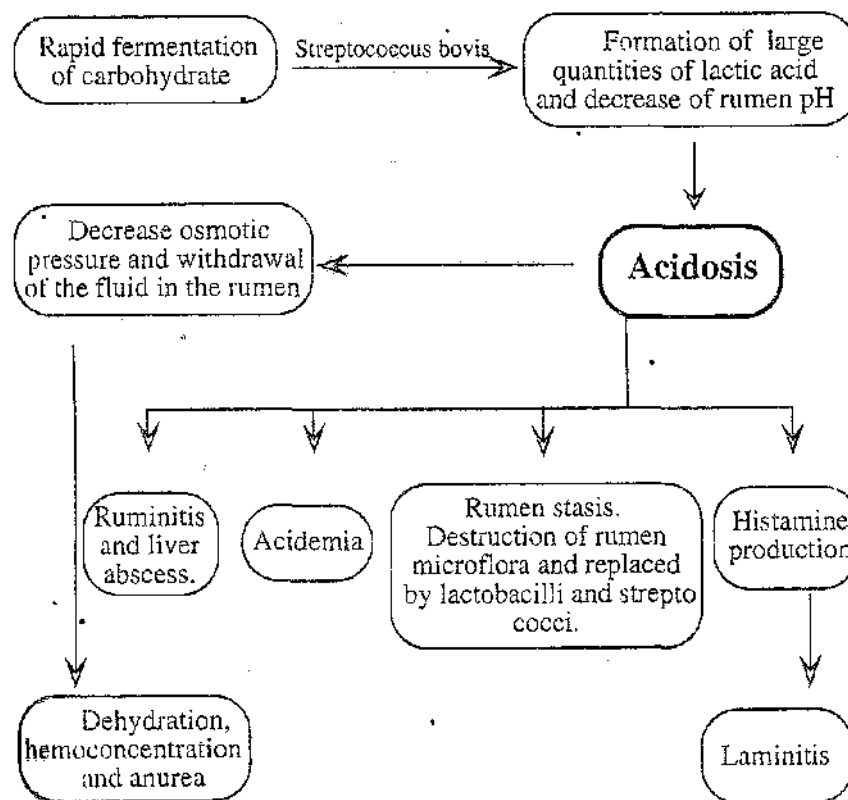 Rapid fermentation
of carbohydrate
Streptococcus bovis
Formation of large
quantities of lactic acid
and decrease of rumen pH
Acidosis
Decrease osmotic
pressure and withdrawal
of the fluid in the rumen
Ruminitis
and liver
abscess.
Acidemia
Rumen stasis.
Destruction of rumen
microflora and replaced
by lactobacilli and strepto
cocci.
Histamine
production
Dehydration,
hemoconcentration
and anurea
Laminitis